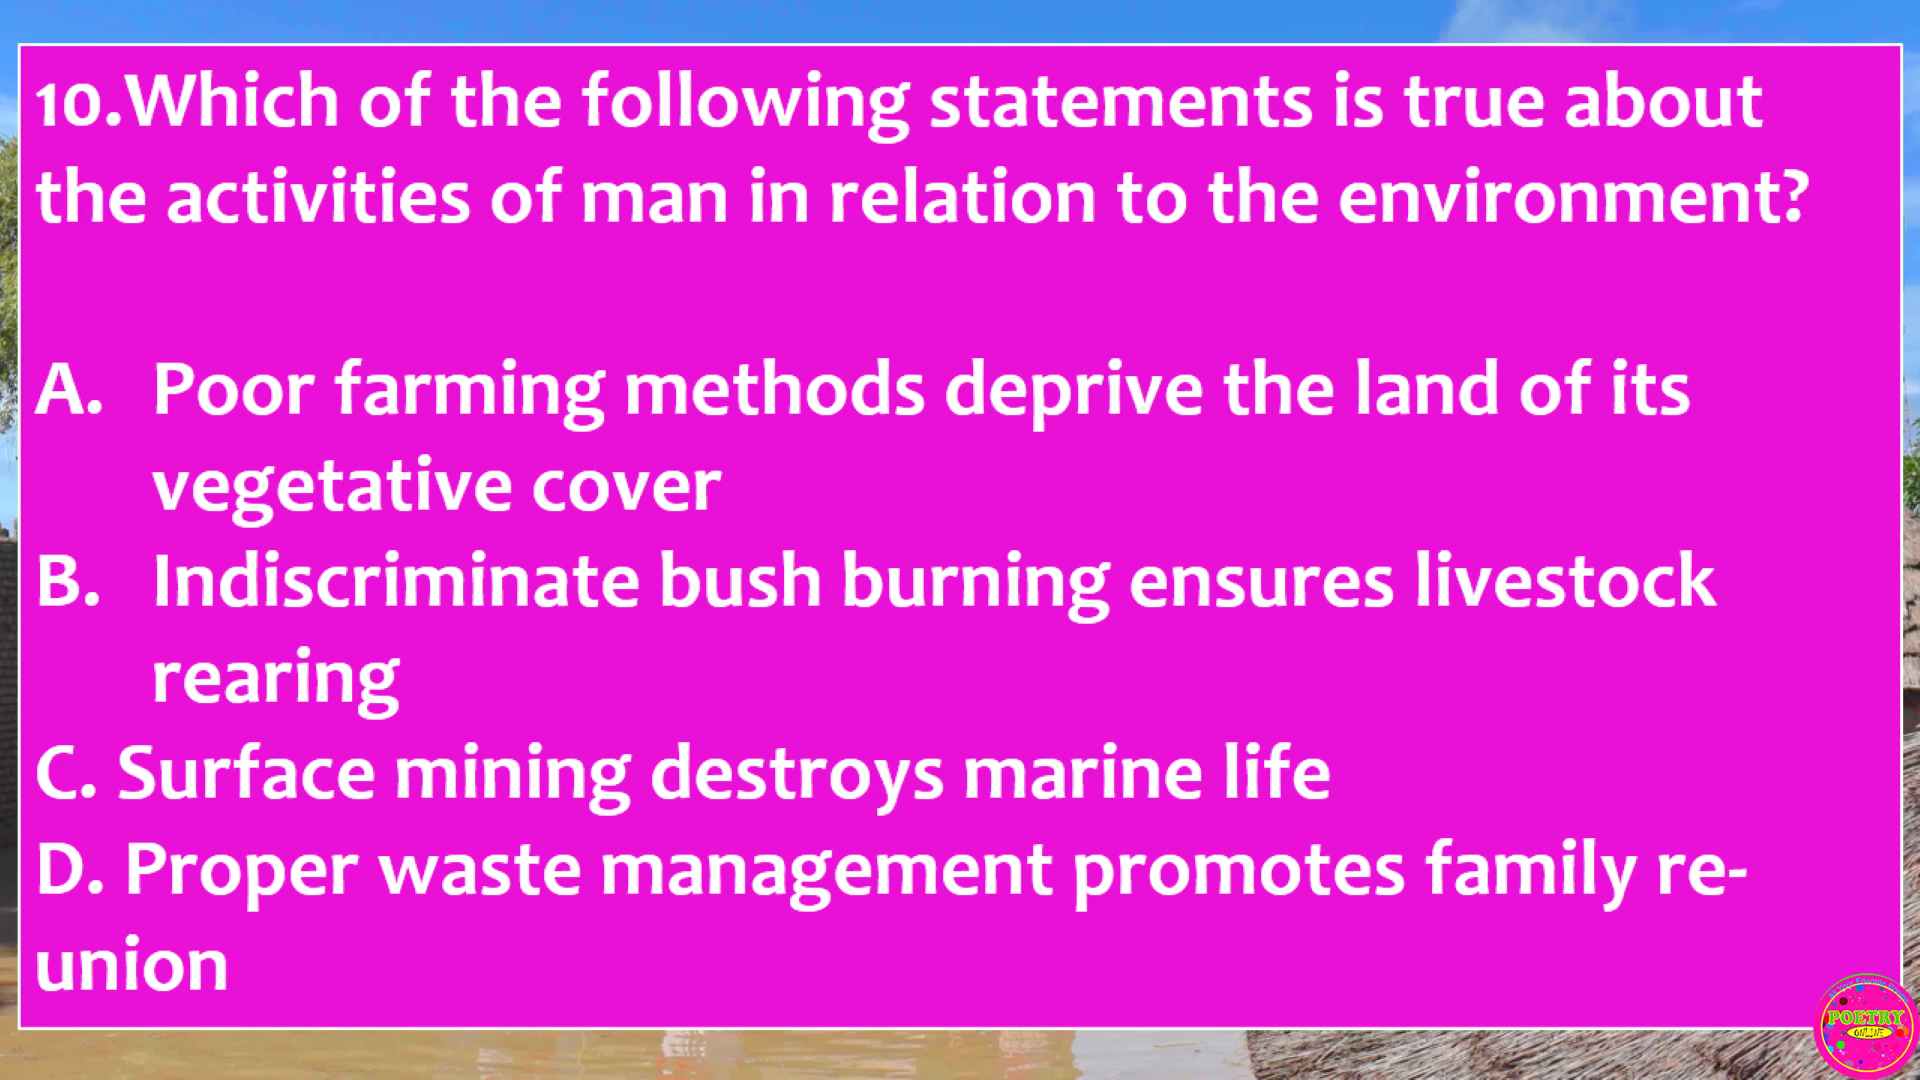 10.Which of the following statements is true about
the activities of man in relation to the environment?
A. Poor farming methods deprive the land of its
vegetative cover
B. Indiscriminate bush burning ensures livestock
rearing
C. Surface mining destroys marine life
D. Proper waste management promotes family re-
union
POETRY
ONLINE